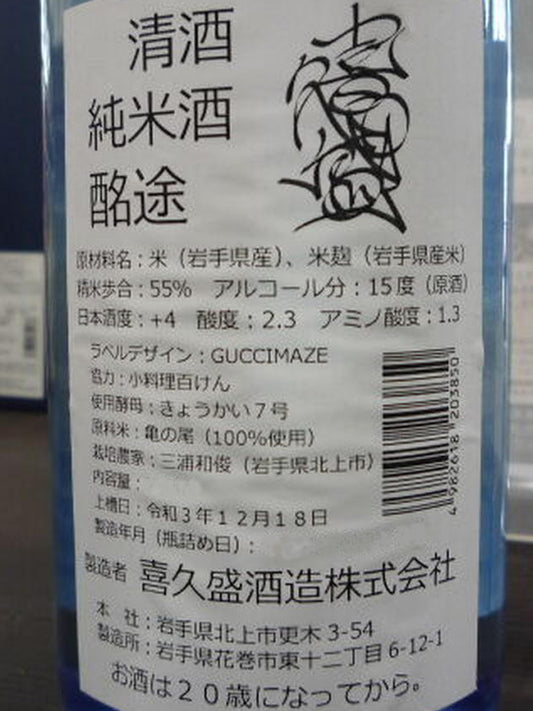 清酒
純米酒
酩途
原材料名：米（岩手県産）、米麹（岩手県産米）
精米歩合：55%　アルコール分：15度（原酒）
日本酒度：+4　酸度：2.3　アミノ酸度：1.3
ラベルデザイン：GUCCIMAZE
協力：小料理百けん
使用酵母：きょうかい７号
原料米：亀の尾（100%使用）
栽培農家：三浦和俊（岩手県北上市）
内容量：
上槽日：令和３年１２月１８日
製造年月（瓶詰め日）：
4 982618 203850
製造者 喜久盛酒造株式会社
本　社：岩手県北上市更木 3-54
製造所：岩手県花巻市東十二丁目 6-12-1
お酒は２０歳になってから。